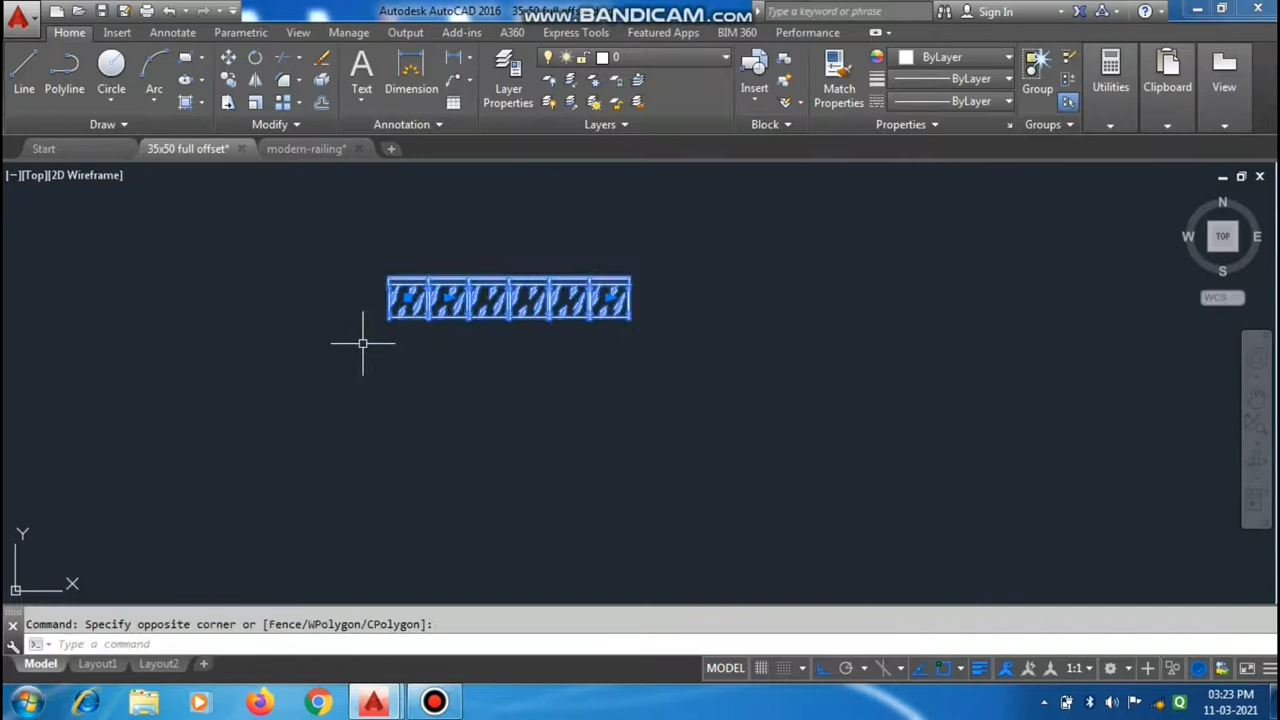 Autodesk AutoCAD 2016 35x50 full off
www.BANDICAM.com
Type a keyword or phrase
Sign In
Home Insert Annotate Parametric View Manage Output Add-ins A360 Express Tools Featured Apps BIM 360 Performance
0
ByLayer
ByLayer
ByLayer
Line Polyline Circle Arc Text Dimension Layer Properties Insert Match Properties Group Utilities Clipboard View
Draw Modify Annotation Layers Block Properties Groups
Start 35x50 full offset* modern-railing*
[−][Top][2D Wireframe]
N
W TOP E
S
WCS
Y
X
Command: Specify opposite corner or [Fence/WPolygon/CPolygon]:
Type a command
Model Layout1 Layout2 MODEL 1:1
03:23 PM
11-03-2021